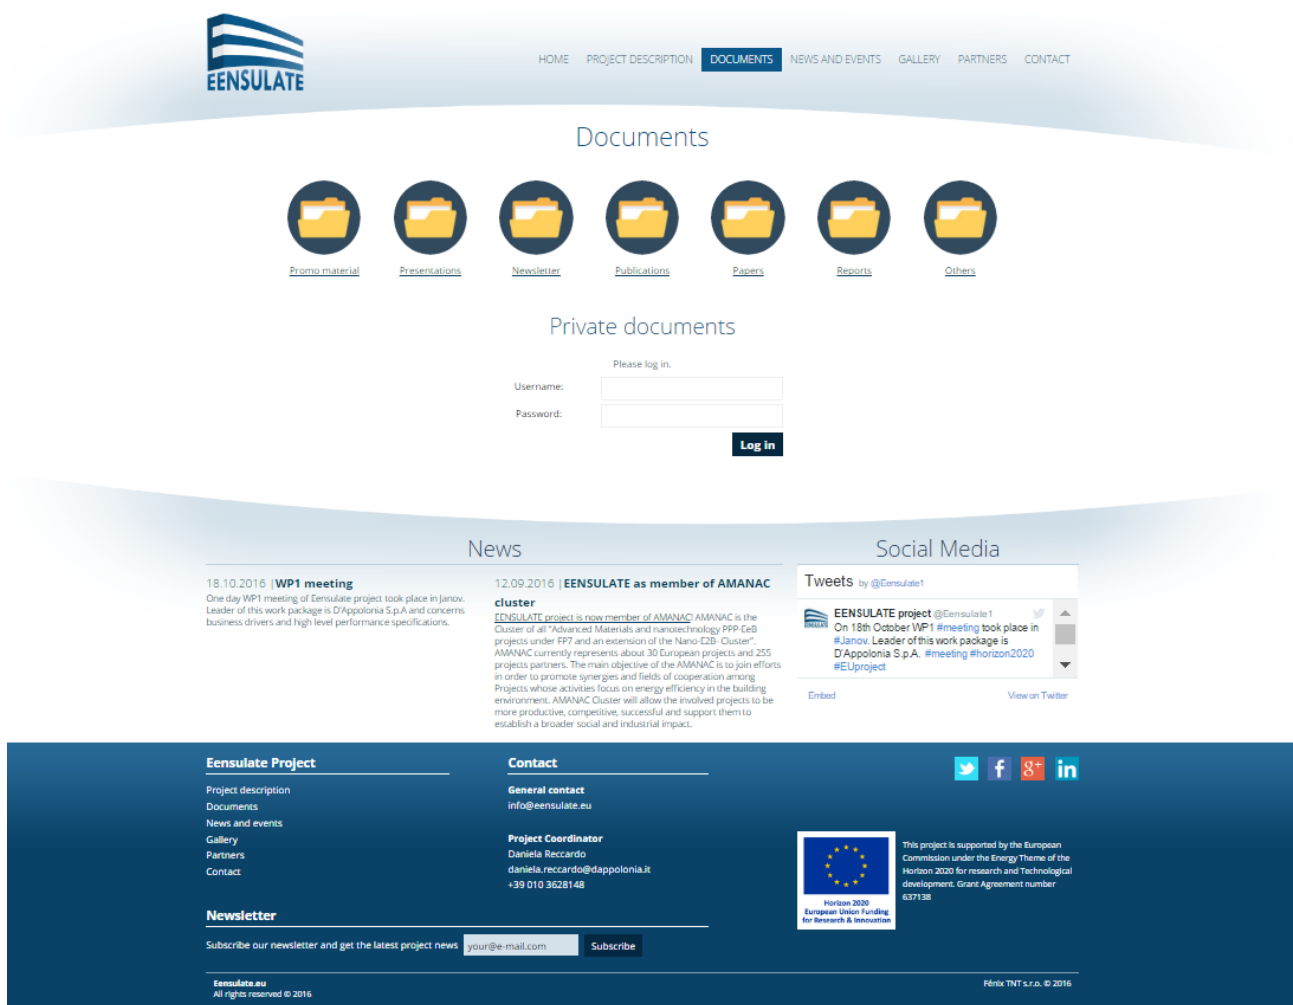 EENSULATE
HOME PROJECT DESCRIPTION DOCUMENTS NEWS AND EVENTS GALLERY PARTNERS CONTACT
Documents
Promo material Presentations Newsletter Publications Papers Reports Others
Private documents
Please log in.
Username:
Password:
Log in
News
18.10.2016 | WP1 meeting
One day WP1 meeting of Eensulate project took place in Janov.
Leader of this work package is D'Appolonia S.p.A and concerns
business drivers and high level performance specifications.
12.09.2016 | EENSULATE as member of AMANAC
cluster
EENSULATE project is now member of AMANAC! AMANAC is the
Cluster of all "Advanced Materials and nanotechnology PPP-EeB
projects under FP7 and an extension of the Nano-E2B- Cluster".
AMANAC currently represents about 30 European projects and 255
projects partners. The main objective of the AMANAC is to join efforts
in order to promote synergies and fields of cooperation among
Projects whose activities focus on energy efficiency in the building
environment. AMANAC Cluster will allow the involved projects to be
more productive, competitive, successful and support them to
establish a broader social and industrial impact.
Social Media
Tweets by @Eensulate1
EENSULATE
EENSULATE project @Eensulate1
On 18th October WP1 #meeting took place in
#Janov. Leader of this work package is
D'Appolonia S.p.A. #meeting #horizon2020
#EUproject
Embed View on Twitter
Eensulate Project
Project description
Documents
News and events
Gallery
Partners
Contact
Contact
General contact
info@eensulate.eu
Project Coordinator
Daniela Reccardo
daniela.reccardo@dappolonia.it
+39 010 3628148
f g+ in
Horizon 2020
European Union Funding
for Research & Innovation
This project is supported by the European
Commission under the Energy Theme of the
Horizon 2020 for research and Technological
development. Grant Agreement number
637138
Newsletter
Subscribe our newsletter and get the latest project news your@e-mail.com Subscribe
Eensulate.eu
All rights reserved © 2016
Fénix TNT s.r.o. © 2016